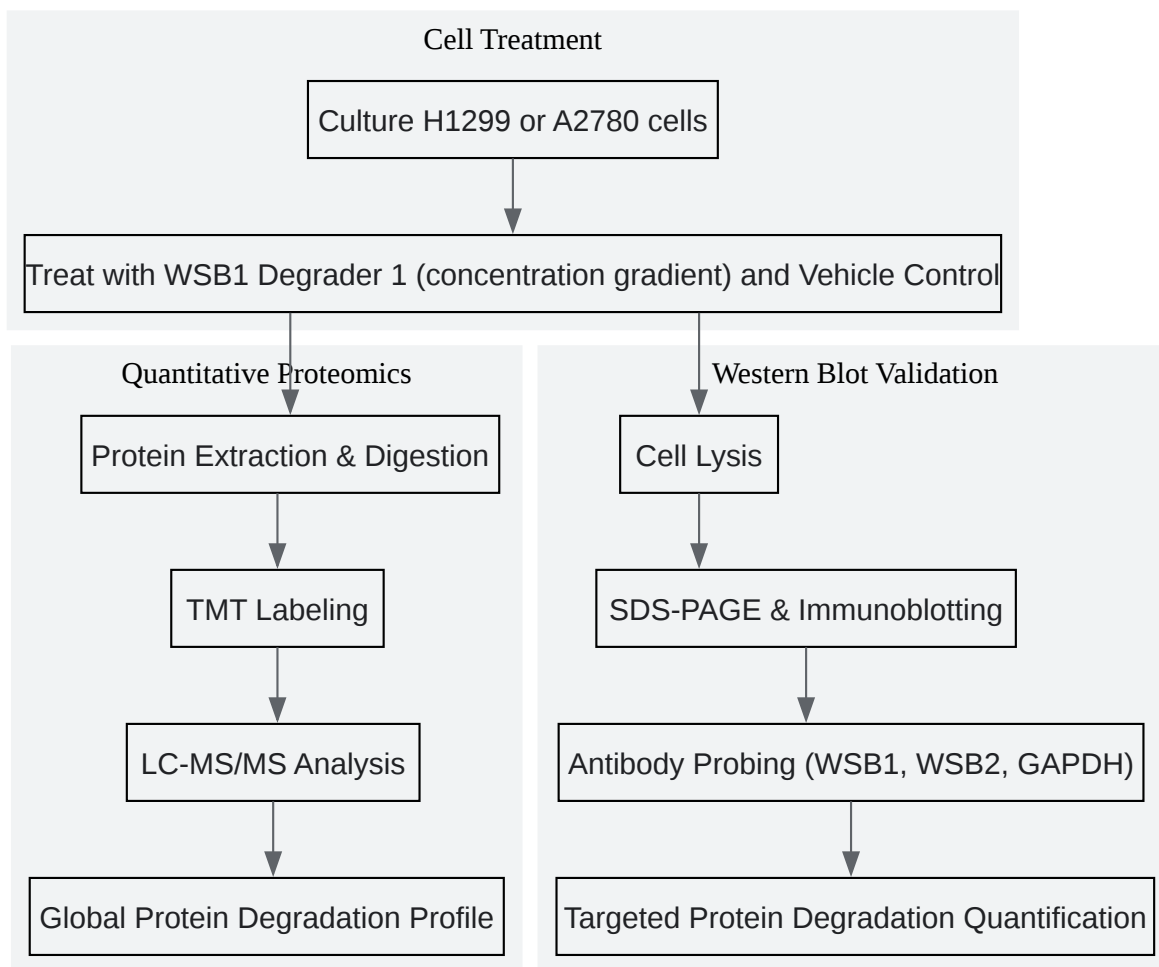 Cell Treatment
Culture H1299 or A2780 cells
Treat with WSB1 Degrader 1 (concentration gradient) and Vehicle Control
Quantitative Proteomics
Protein Extraction & Digestion
TMT Labeling
LC-MS/MS Analysis
Global Protein Degradation Profile
Western Blot Validation
Cell Lysis
SDS-PAGE & Immunoblotting
Antibody Probing (WSB1, WSB2, GAPDH)
Targeted Protein Degradation Quantification